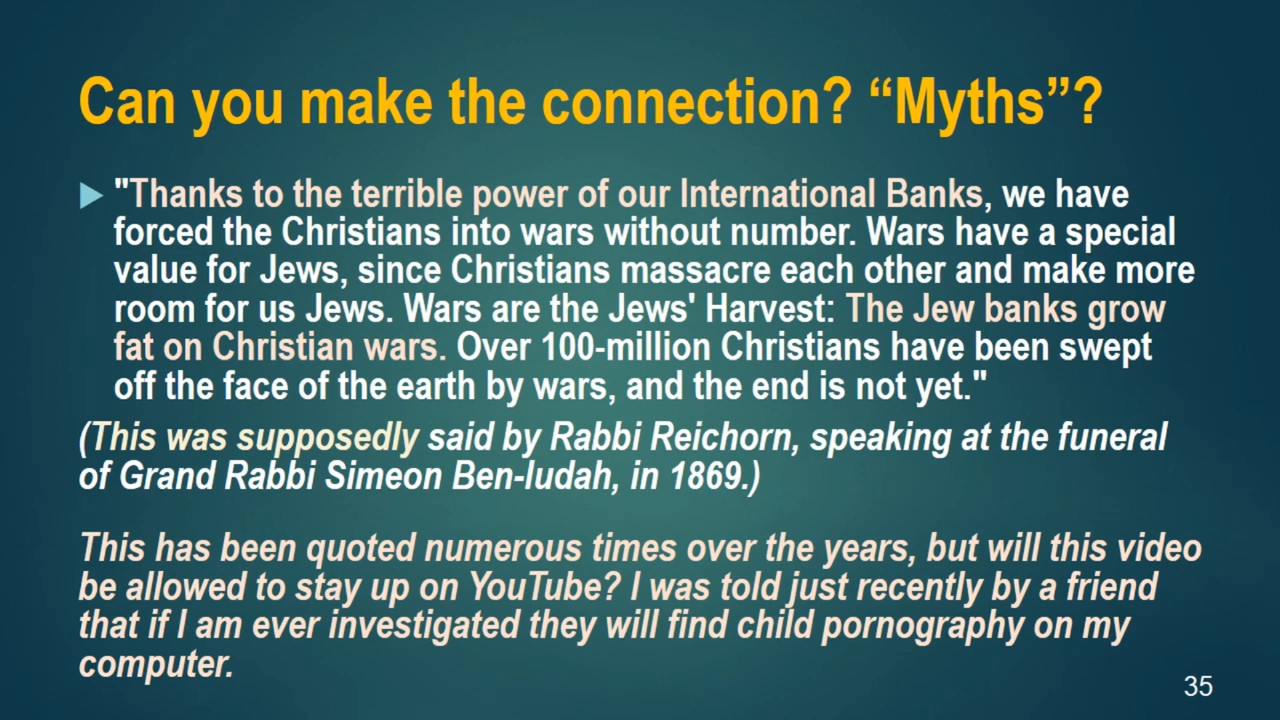 Can you make the connection? “Myths”?
"Thanks to the terrible power of our International Banks, we have
forced the Christians into wars without number. Wars have a special
value for Jews, since Christians massacre each other and make more
room for us Jews. Wars are the Jews' Harvest: The Jew banks grow
fat on Christian wars. Over 100-million Christians have been swept
off the face of the earth by wars, and the end is not yet."
(This was supposedly said by Rabbi Reichorn, speaking at the funeral
of Grand Rabbi Simeon Ben-Iudah, in 1869.)
This has been quoted numerous times over the years, but will this video
be allowed to stay up on YouTube? I was told just recently by a friend
that if I am ever investigated they will find child pornography on my
computer.
35